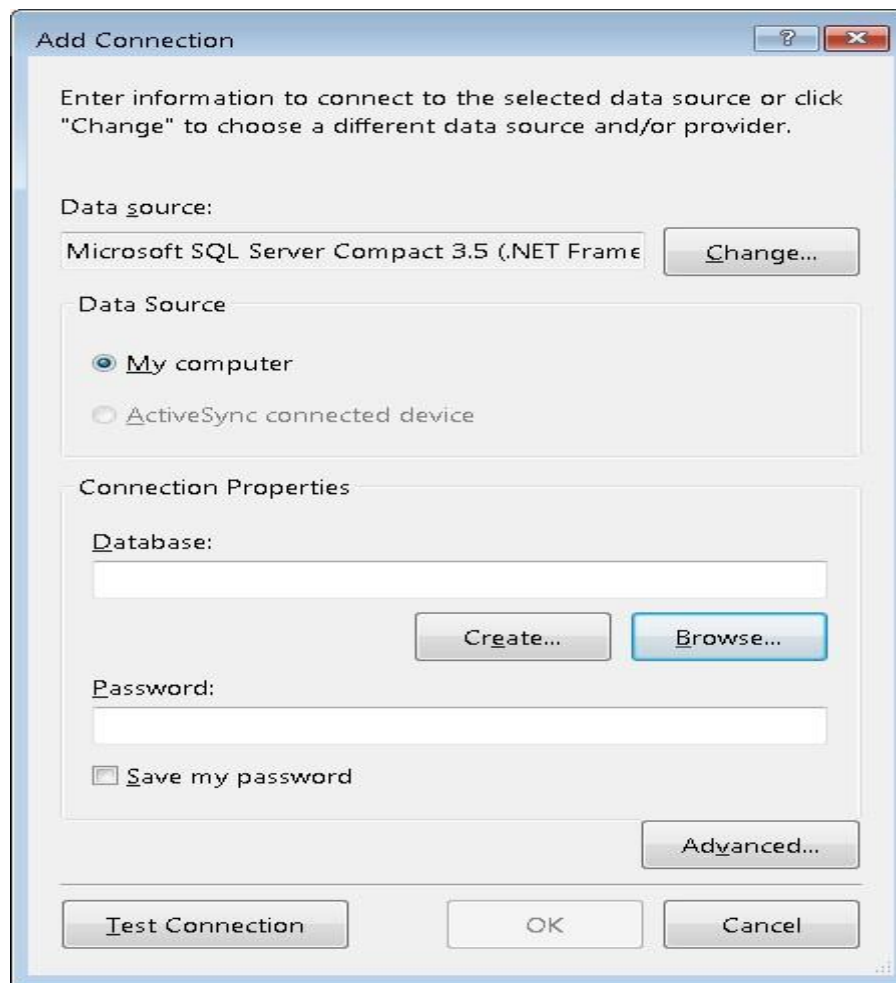 Add Connection
Enter information to connect to the selected data source or click
"Change" to choose a different data source and/or provider.
Data source:
Microsoft SQL Server Compact 3.5 (.NET Frame
Change...
Data Source
My computer
ActiveSync connected device
Connection Properties
Database:
Create...
Browse...
Password:
Save my password
Advanced...
Test Connection
OK
Cancel